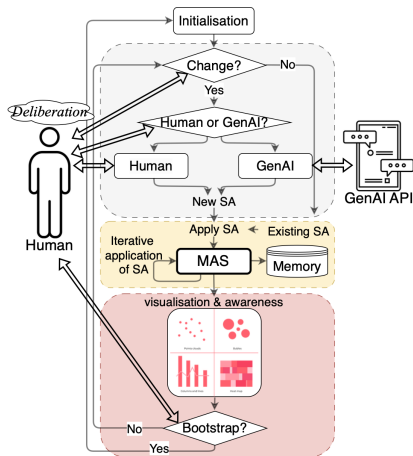 Initialisation
Change?
No
Yes
Deliberation
Human or GenAI?
Human
GenAI
GenAI API
Human
New SA
Apply SA
Existing SA
Iterative
application
of SA
MAS
Memory
visualisation & awareness
Bootstrap?
No
Yes